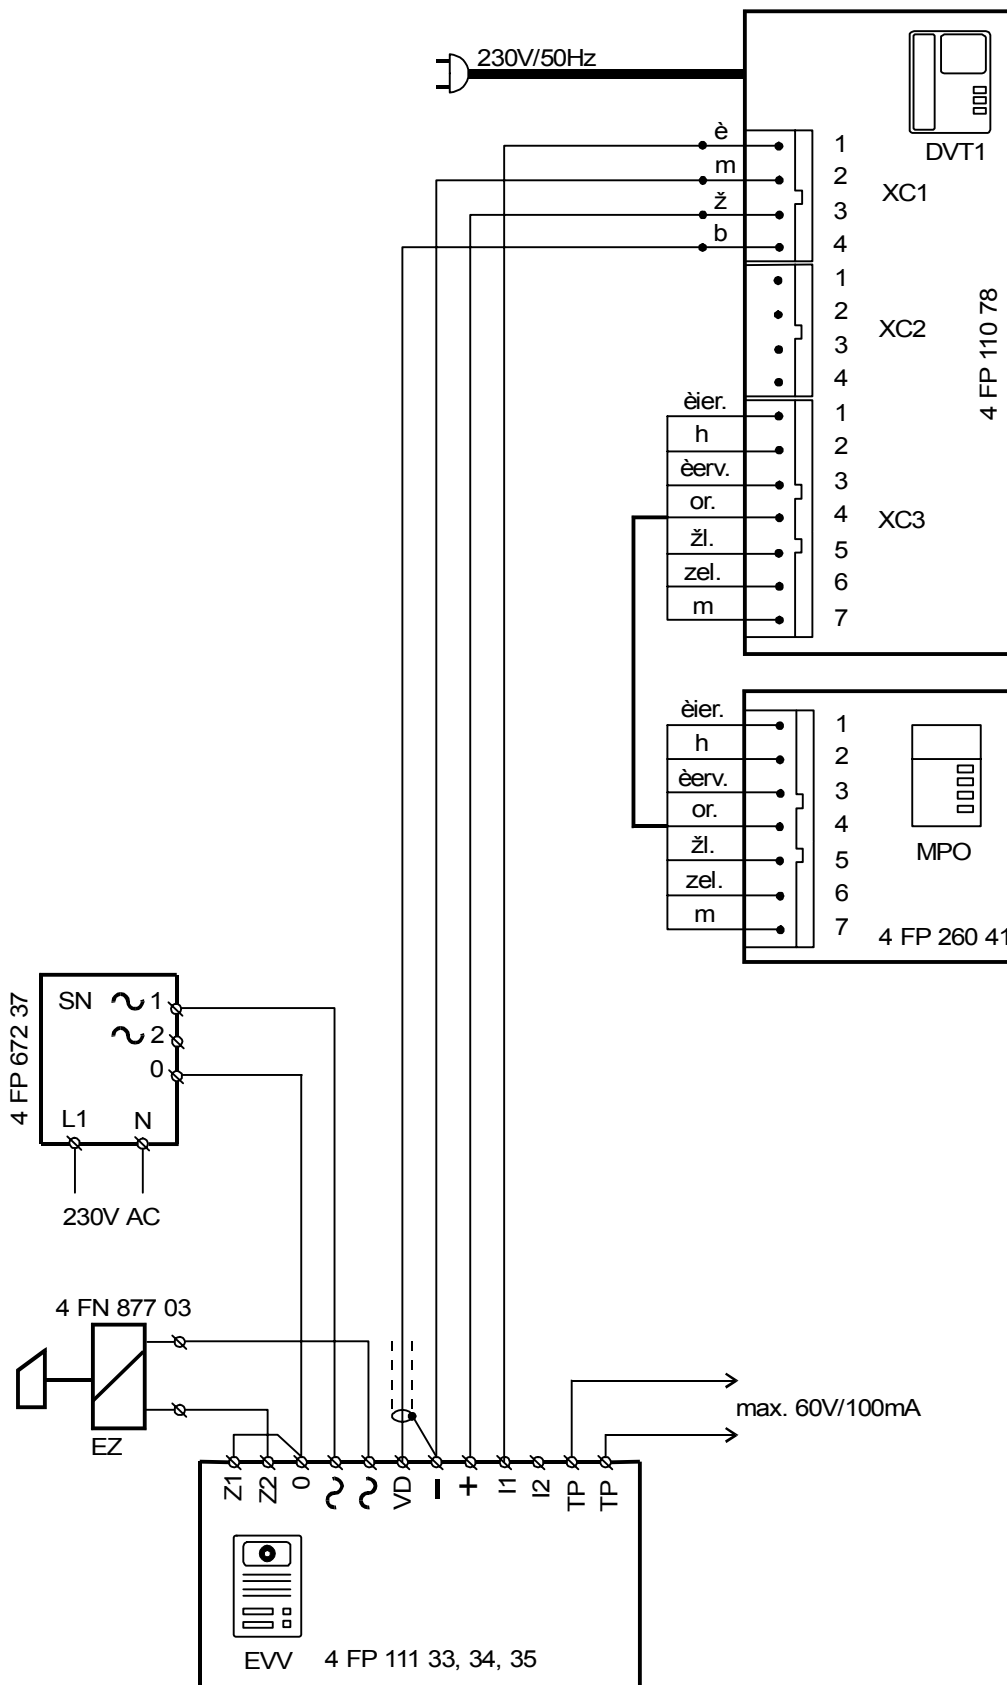 230V/50Hz
DVT1
è
1
m
2
XC1
ž
3
b
4
1
2
XC2
3
4
4 FP 110 78
èier.
1
h
2
èerv.
3
or.
4
XC3
žl.
5
zel.
6
m
7
èier.
1
h
2
èerv.
3
or.
4
MPO
žl.
5
zel.
6
m
7
4 FP 260 41
4 FP 672 37
SN
1
2
0
L1
N
230V AC
4 FN 877 03
EZ
max. 60V/100mA
Z1
Z2
0
VD
–
+
I1
I2
TP
TP
EVV
4 FP 111 33, 34, 35